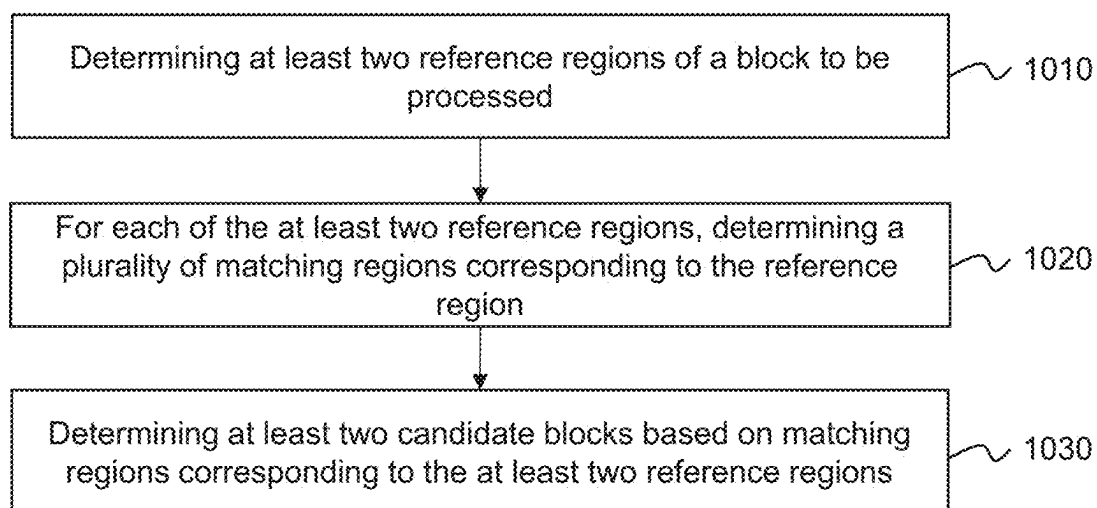 Determining at least two reference regions of a block to be
processed
1010
For each of the at least two reference regions, determining a
plurality of matching regions corresponding to the reference
region
1020
Determining at least two candidate blocks based on matching
regions corresponding to the at least two reference regions
1030